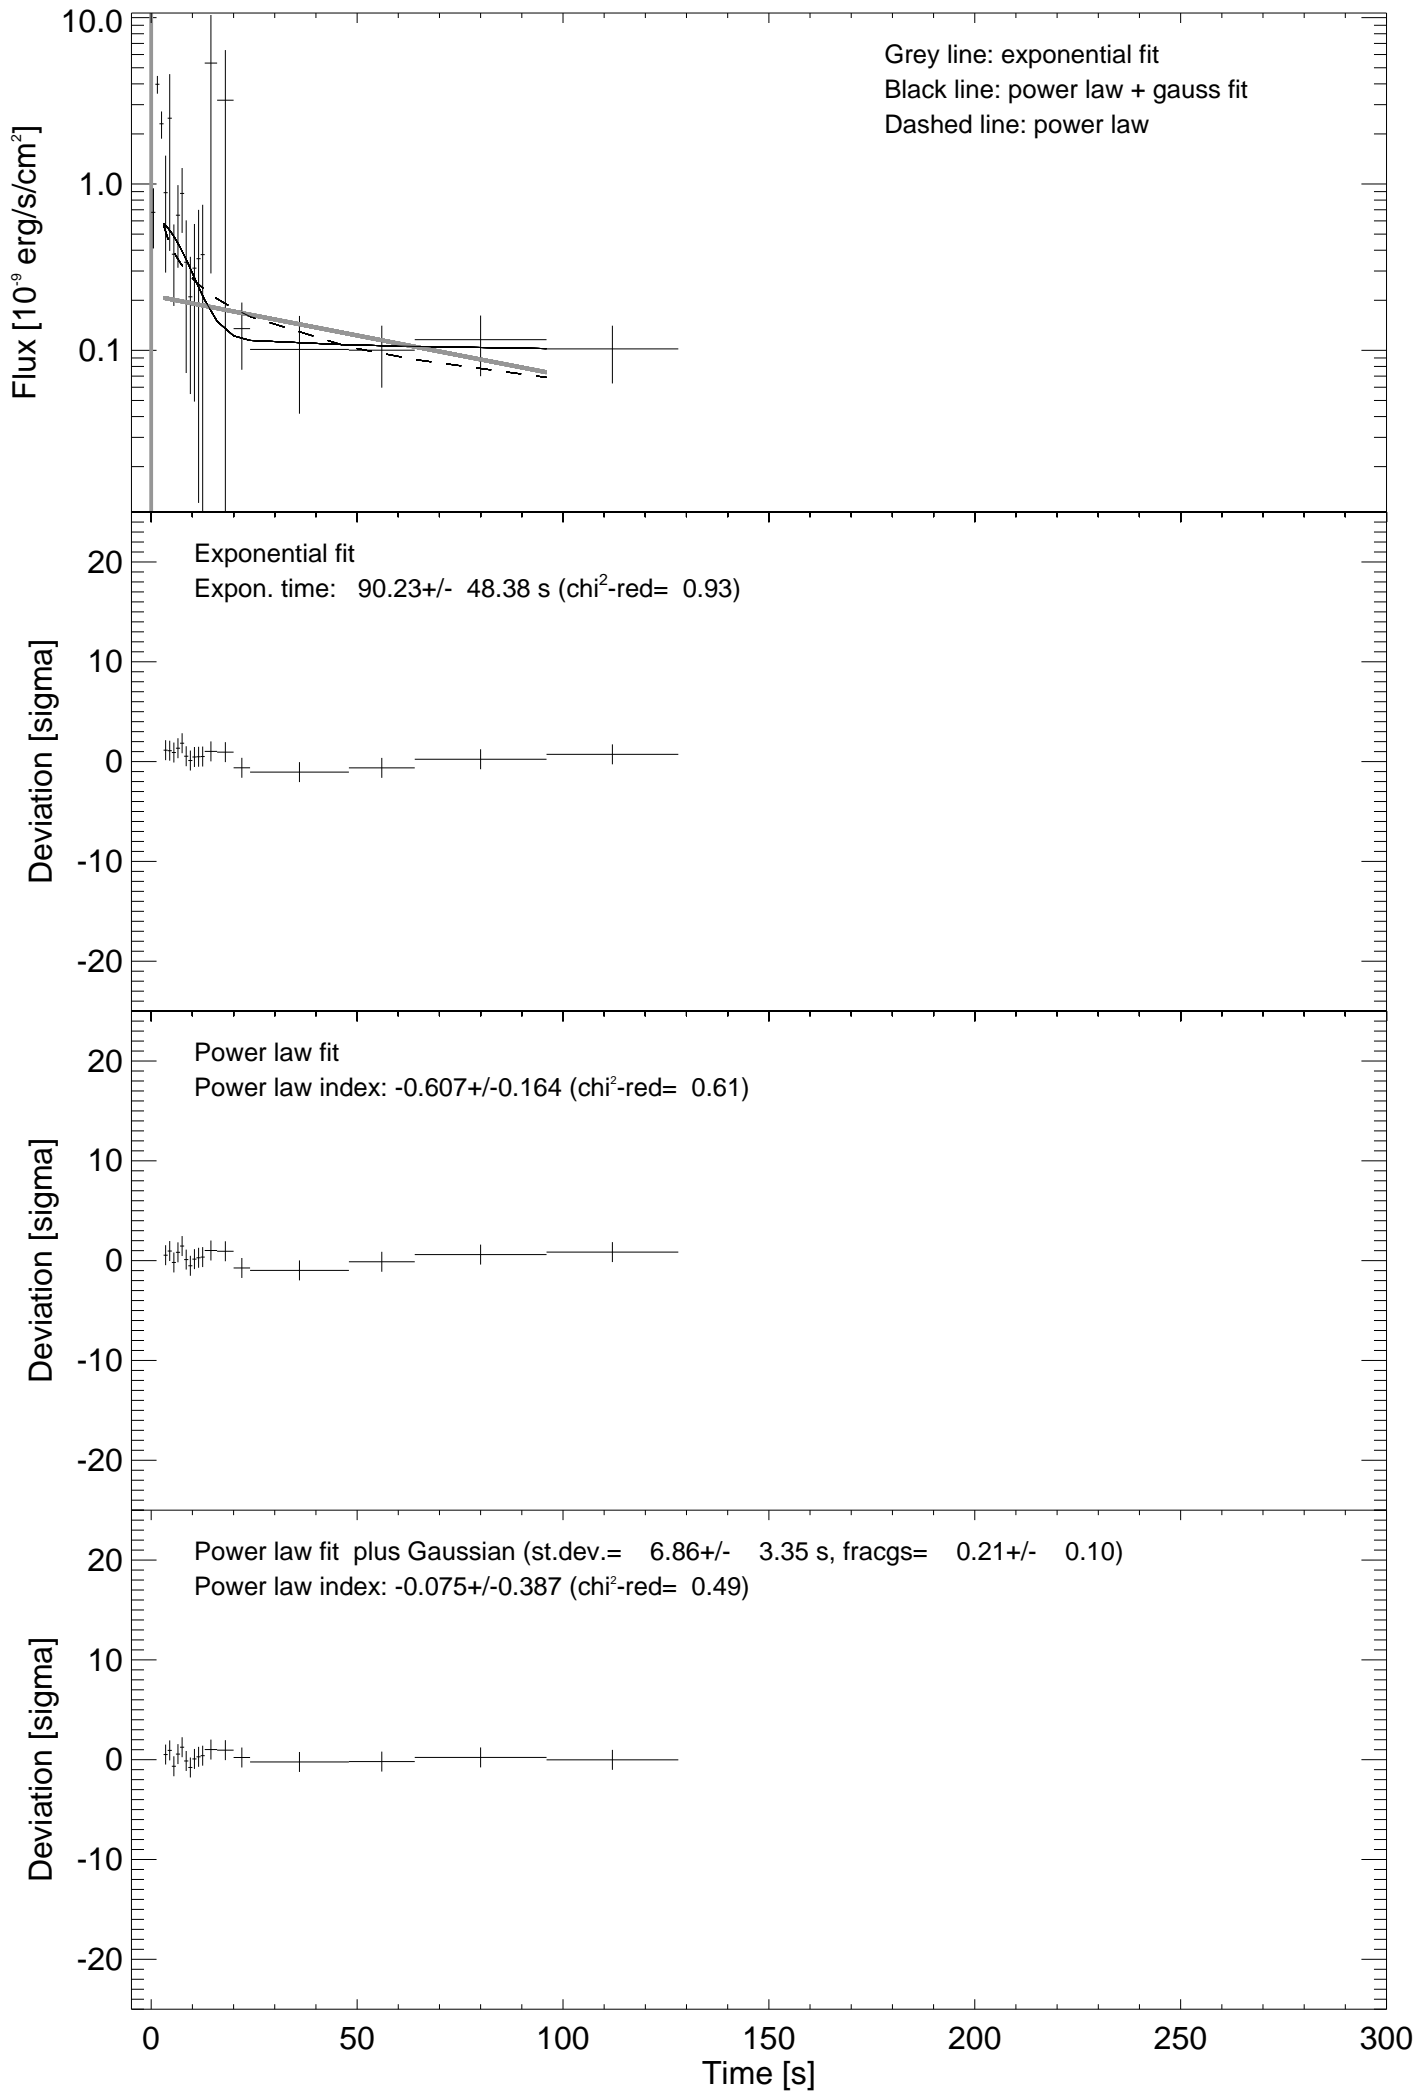 10.0
1.0
0.1
Flux [10⁻⁹ erg/s/cm²]
Grey line: exponential fit
Black line: power law + gauss fit
Dashed line: power law
20
10
0
-10
-20
Deviation [sigma]
Exponential fit
Expon. time: 90.23+/- 48.38 s (chi²-red= 0.93)
20
10
0
-10
-20
Deviation [sigma]
Power law fit
Power law index: -0.607+/-0.164 (chi²-red= 0.61)
20
10
0
-10
-20
Deviation [sigma]
Power law fit plus Gaussian (st.dev.= 6.86+/- 3.35 s, fracgs= 0.21+/- 0.10)
Power law index: -0.075+/-0.387 (chi²-red= 0.49)
0 50 100 150 200 250 300
Time [s]